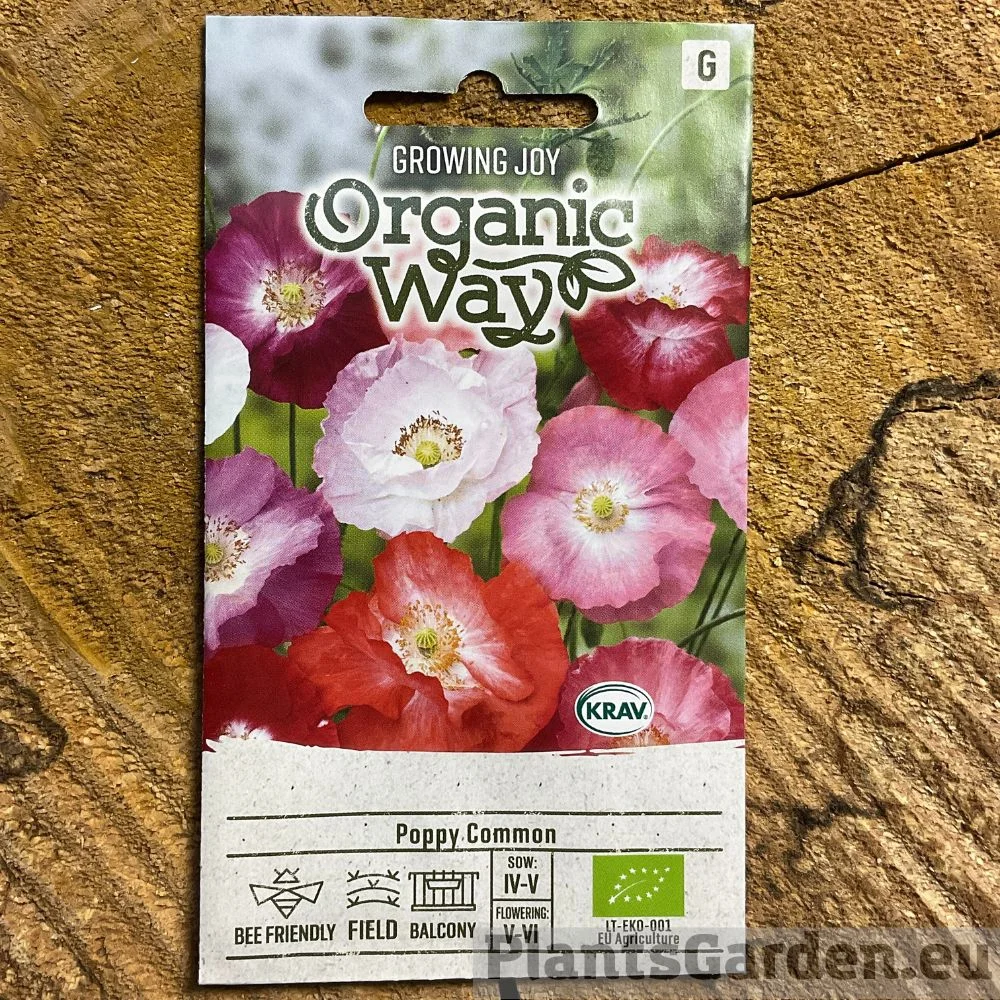 G
GROWING JOY
Organic
Way
KRAV
Poppy Common
BEE FRIENDLY
FIELD
BALCONY
SOW:
IV-V
FLOWERING:
V-VI
LT-EKO-001
EU Agriculture
PlantsGarden.eu